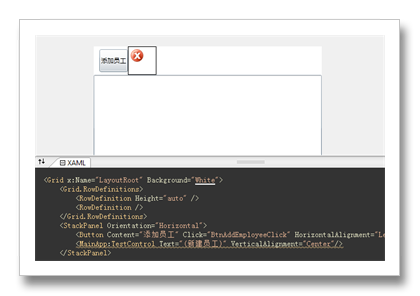 添加员工
XAML
<Grid x:Name="LayoutRoot" Background="White">
<Grid.RowDefinitions>
<RowDefinition Height="auto" />
<RowDefinition />
</Grid.RowDefinitions>
<StackPanel Orientation="Horizontal">
<Button Content="添加员工" Click="BtnAddEmployeeClick" HorizontalAlignment="Le
<MainApp:TestControl Text="(新建员工)" VerticalAlignment="Center"/>
</StackPanel>